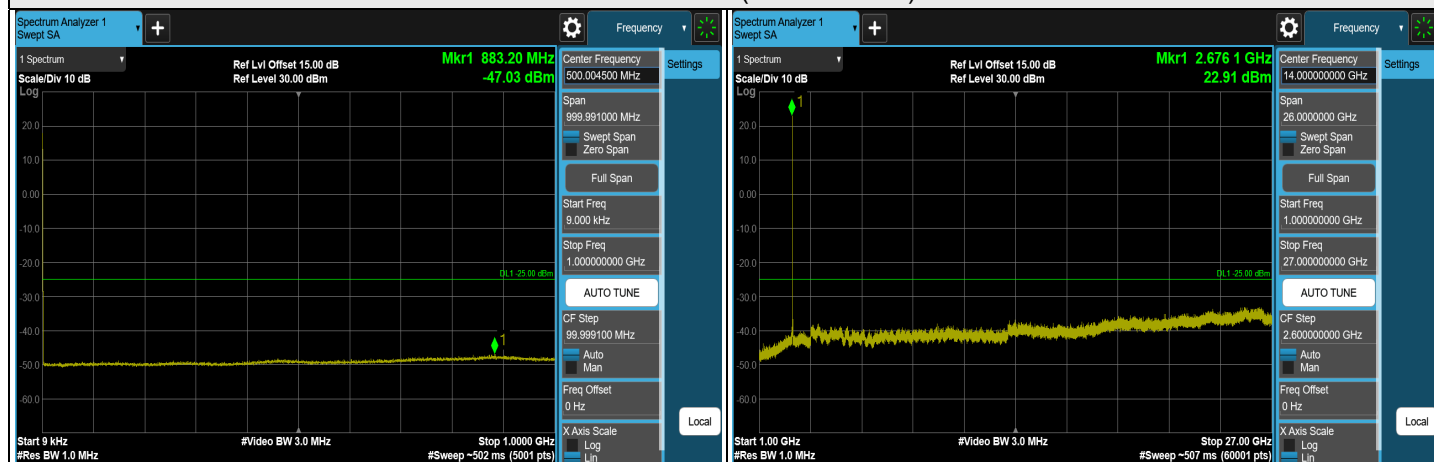 Spectrum Analyzer 1
Swept SA
+
Frequency
1 Spectrum
Scale/Div 10 dB
Log
Ref Lvl Offset 15.00 dB
Ref Level 30.00 dBm
Mkr1 883.20 MHz
-47.03 dBm
20.0
10.0
0.00
-10.0
-20.0
-30.0
-40.0
-50.0
-60.0
DL1 -25.00 dBm
1
Start 9 kHz
#Res BW 1.0 MHz
#Video BW 3.0 MHz
Stop 1.0000 GHz
#Sweep ~502 ms (5001 pts)
Center Frequency
500.004500 MHz
Span
999.991000 MHz
Swept Span
Zero Span
Full Span
Start Freq
9.000 kHz
Stop Freq
1.000000000 GHz
AUTO TUNE
CF Step
99.999100 MHz
Auto
Man
Freq Offset
0 Hz
X Axis Scale
Log
Lin
Settings
Local
Spectrum Analyzer 1
Swept SA
+
Frequency
1 Spectrum
Scale/Div 10 dB
Log
Ref Lvl Offset 15.00 dB
Ref Level 30.00 dBm
Mkr1 2.676 1 GHz
22.91 dBm
1
20.0
10.0
0.00
-10.0
-20.0
-30.0
-40.0
-50.0
-60.0
DL1 -25.00 dBm
Start 1.00 GHz
#Res BW 1.0 MHz
#Video BW 3.0 MHz
Stop 27.00 GHz
#Sweep ~507 ms (60001 pts)
Center Frequency
14.000000000 GHz
Span
26.0000000 GHz
Swept Span
Zero Span
Full Span
Start Freq
1.000000000 GHz
Stop Freq
27.000000000 GHz
AUTO TUNE
CF Step
2.600000000 GHz
Auto
Man
Freq Offset
0 Hz
X Axis Scale
Log
Lin
Settings
Local